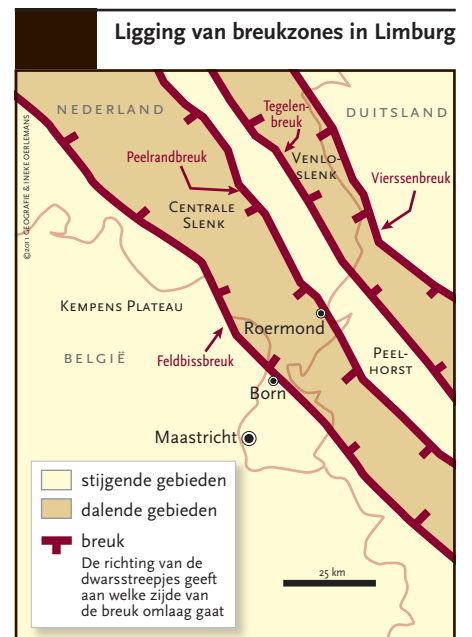 Ligging van breukzones in Limburg
NEDERLAND
Tegelen-
breuk
DUITSLAND
Peelrandbreuk
VENLO-
SLENK
Vierssenbreuk
CENTRALE
SLENK
©2011 GEOGRAFIE & INEKE OERLEMANS
KEMPENS PLATEAU
Roermond
BELGIË
Feldbissbreuk
PEEL-
HORST
Born
Maastricht
stijgende gebieden
dalende gebieden
breuk
De richting van de
dwarsstreepjes geeft
aan welke zijde van
de breuk omlaag gaat
25 km